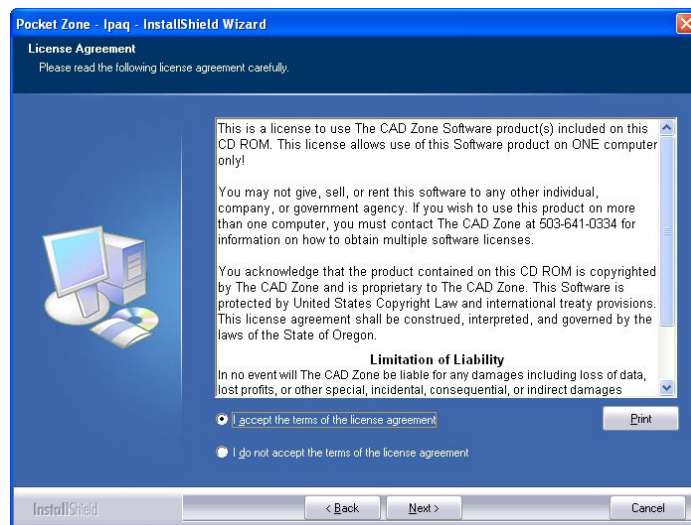 Pocket Zone - Ipaq - InstallShield Wizard
License Agreement
Please read the following license agreement carefully.
This is a license to use The CAD Zone Software product(s) included on this
CD ROM. This license allows use of this Software product on ONE computer
only!
You may not give, sell, or rent this software to any other individual,
company, or government agency. If you wish to use this product on more
than one computer, you must contact The CAD Zone at 503-641-0334 for
information on how to obtain multiple software licenses.
You acknowledge that the product contained on this CD ROM is copyrighted
by The CAD Zone and is proprietary to The CAD Zone. This Software is
protected by United States Copyright Law and international treaty provisions.
This license agreement shall be construed, interpreted, and governed by the
laws of the State of Oregon.
Limitation of Liability
In no event will The CAD Zone be liable for any damages including loss of data,
lost profits, or other special, incidental, consequential, or indirect damages
I accept the terms of the license agreement
Print
I do not accept the terms of the license agreement
InstallShield
< Back
Next >
Cancel